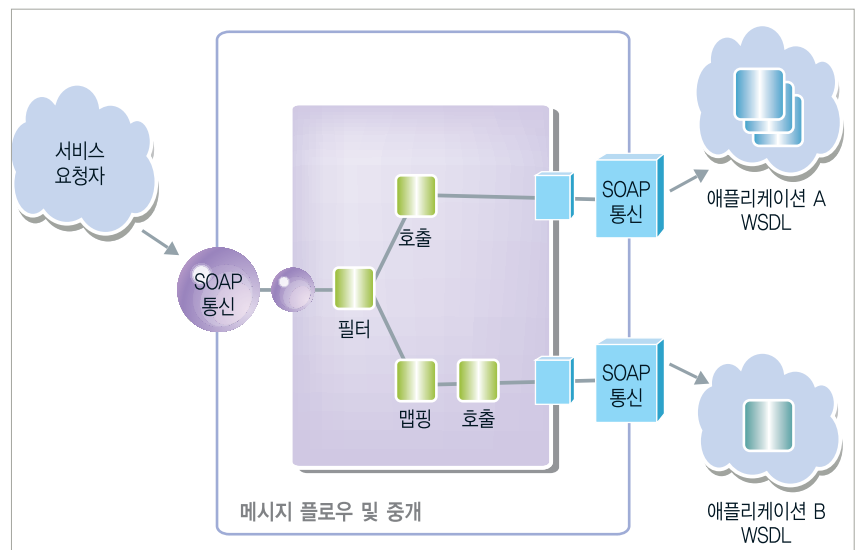 서비스
요청자
SOAP
통신
필터
호출
맵핑
호출
SOAP
통신
애플리케이션 A
WSDL
SOAP
통신
애플리케이션 B
WSDL
메시지 플로우 및 중개